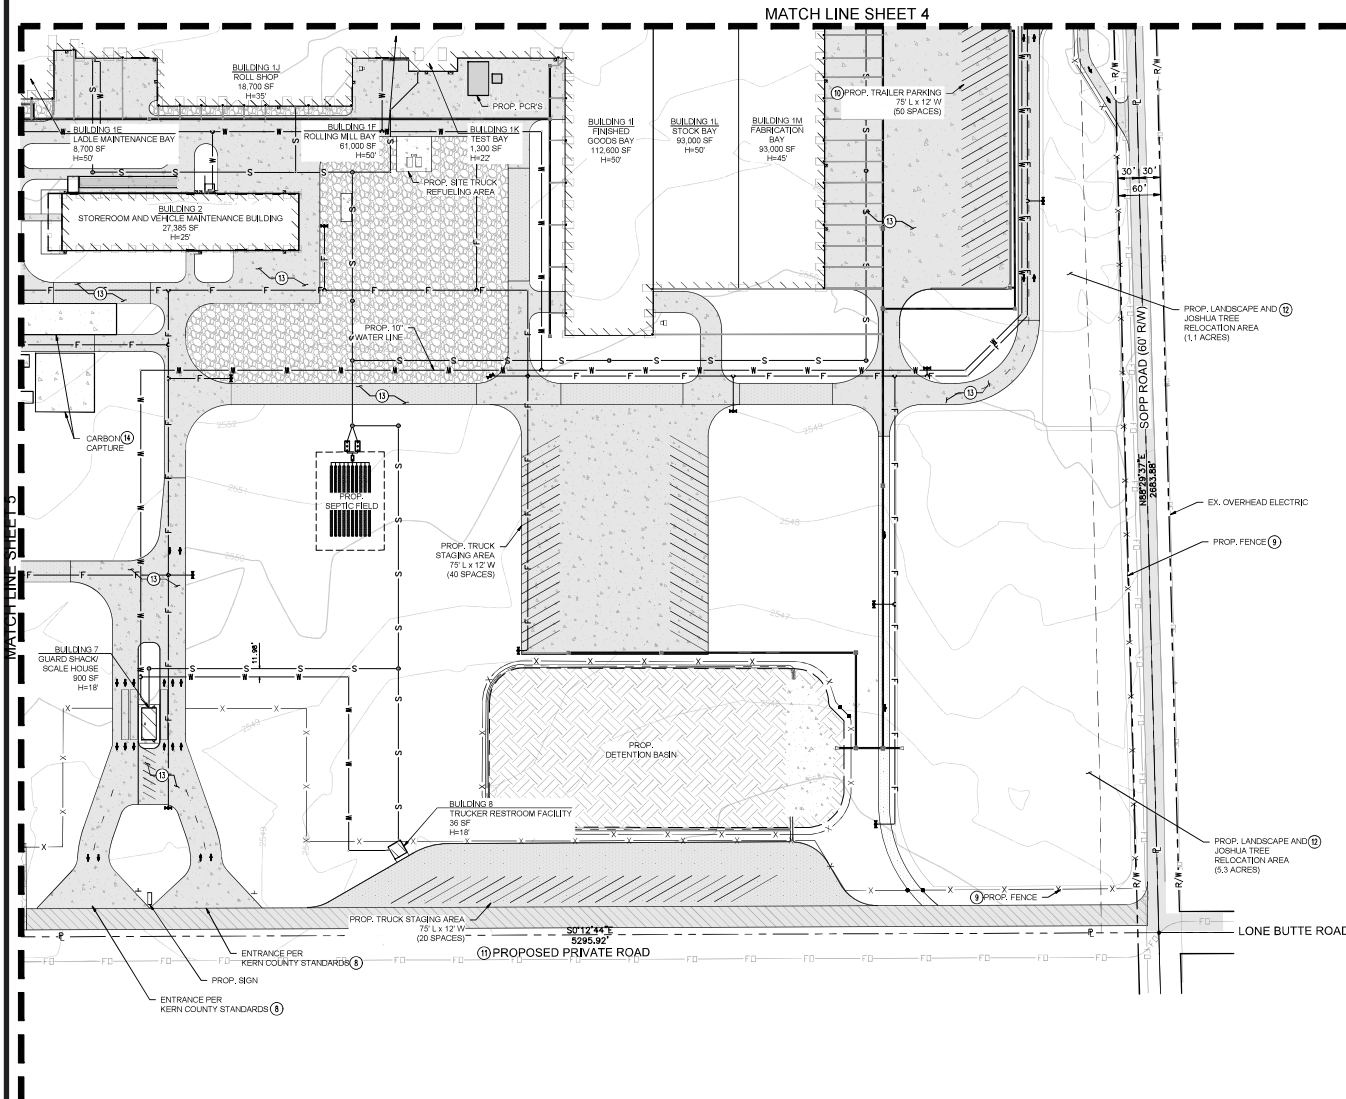 MATCH LINE SHEET 4
BUILDING 1J
ROLL SHOP
18,700 SF
H=35'
PROP. PCR'S
BUILDING 1E
LADLE MAINTENANCE BAY
8,700 SF
H=50'
BUILDING 1F
ROLLING MILL BAY
61,000 SF
H=50'
BUILDING 1K
TEST BAY
1,300 SF
H=22'
BUILDING 1I
FINISHED
GOODS BAY
112,600 SF
H=50'
BUILDING 1L
STOCK BAY
93,000 SF
H=50'
BUILDING 1M
FABRICATION
BAY
93,000 SF
H=45'
10 PROP. TRAILER PARKING
75' L x 12' W
(50 SPACES)
R/W
R/W
30' 30'
60'
PROP. SITE TRUCK
REFUELING AREA
BUILDING 2
STOREROOM AND VEHICLE MAINTENANCE BUILDING
27,385 SF
H=25'
13
13
13
PROP. 10"
WATER LINE
PROP. LANDSCAPE AND 12
JOSHUA TREE
RELOCATION AREA
(1.1 ACRES)
SOPP ROAD (60' R/W)
13
13
CARBON 14
CAPTURE
2552
2549
2551
2550
2548
2547
N88°29'37"E
2683.88'
MATCH LINE SHEET 5
PROP.
SEPTIC FIELD
PROP. TRUCK
STAGING AREA
75' L x 12' W
(40 SPACES)
EX. OVERHEAD ELECTRIC
PROP. FENCE 9
13
BUILDING 7
GUARD SHACK/
SCALE HOUSE
900 SF
H=18'
11.98'
2549
PROP.
DETENTION BASIN
13
BUILDING 8
TRUCKER RESTROOM FACILITY
36 SF
H=18'
2549
PROP. LANDSCAPE AND 12
JOSHUA TREE
RELOCATION AREA
(5.3 ACRES)
R/W
R/W
9 PROP. FENCE
PROP. TRUCK STAGING AREA
75' L x 12' W
(20 SPACES)
S0°12'44"E
5295.92'
11 PROPOSED PRIVATE ROAD
LONE BUTTE ROAD
ENTRANCE PER
KERN COUNTY STANDARDS 8
PROP. SIGN
ENTRANCE PER
KERN COUNTY STANDARDS 8